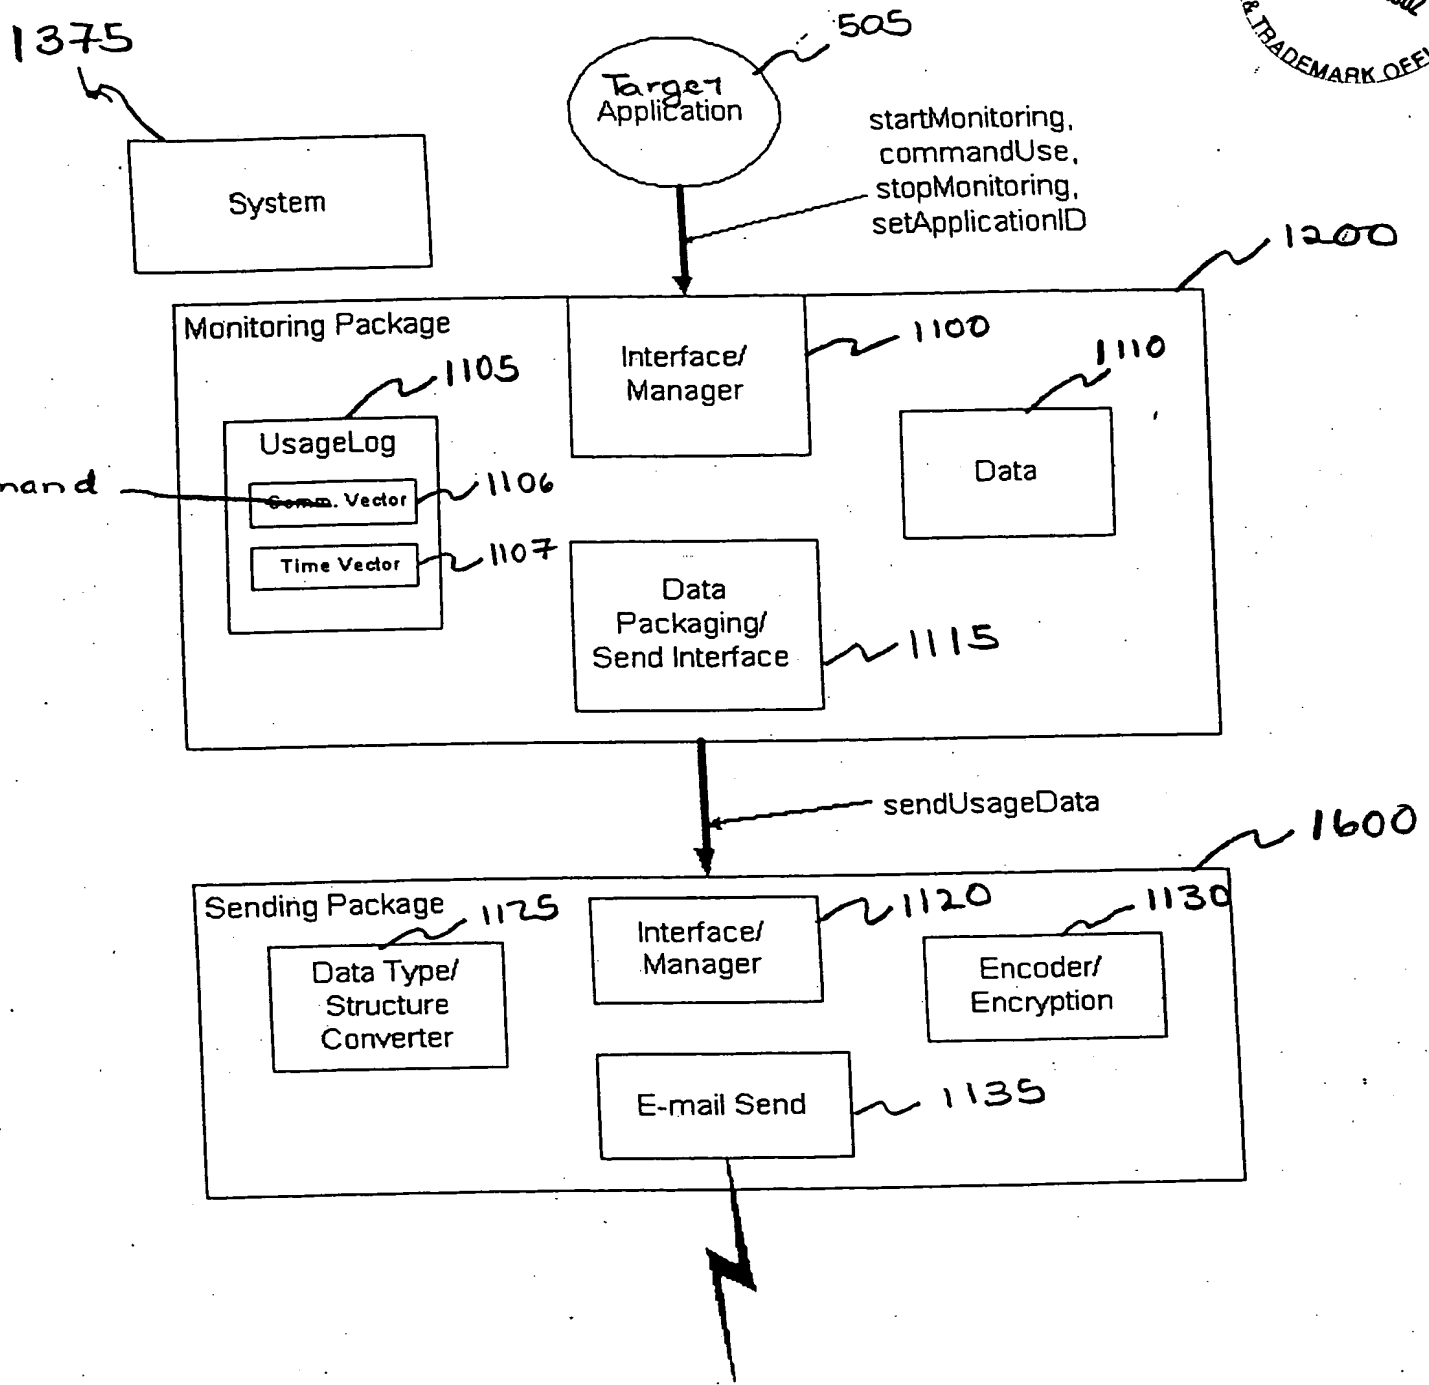 1375
505
& TRADEMARK OFFI
Target
Application
startMonitoring,
commandUse,
stopMonitoring,
setApplicationID
System
1200
Monitoring Package
1100
Interface/
Manager
1110
1105
UsageLog
Data
mand
Comm. Vector
1106
Time Vector
1107
Data
Packaging/
Send Interface
1115
sendUsageData
1600
Sending Package
1125
1120
1130
Interface/
Manager
Data Type/
Structure
Converter
Encoder/
Encryption
E-mail Send
1135